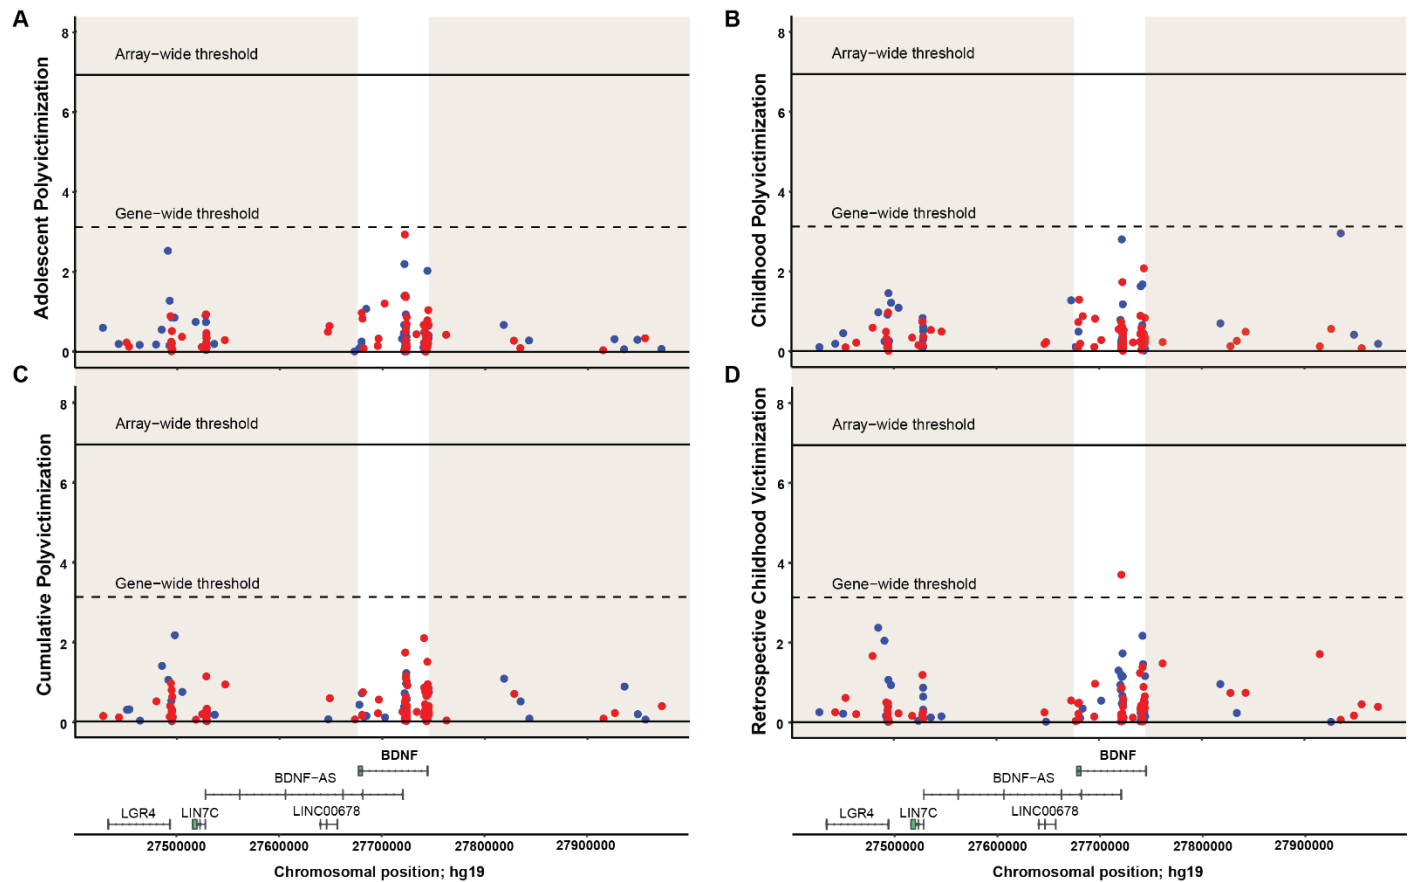 A
Adolescent Polyvictimization
8
6
4
2
0
Array−wide threshold
Gene−wide threshold
B
Childhood Polyvictimization
8
6
4
2
0
Array−wide threshold
Gene−wide threshold
C
Cumulative Polyvictimization
8
6
4
2
0
Array−wide threshold
Gene−wide threshold
D
Retrospective Childhood Victimization
8
6
4
2
0
Array−wide threshold
Gene−wide threshold
BDNF
BDNF−AS
LGR4 LIN7C LINC00678
27500000 27600000 27700000 27800000 27900000
Chromosomal position; hg19
BDNF
BDNF−AS
LGR4 LIN7C LINC00678
27500000 27600000 27700000 27800000 27900000
Chromosomal position; hg19